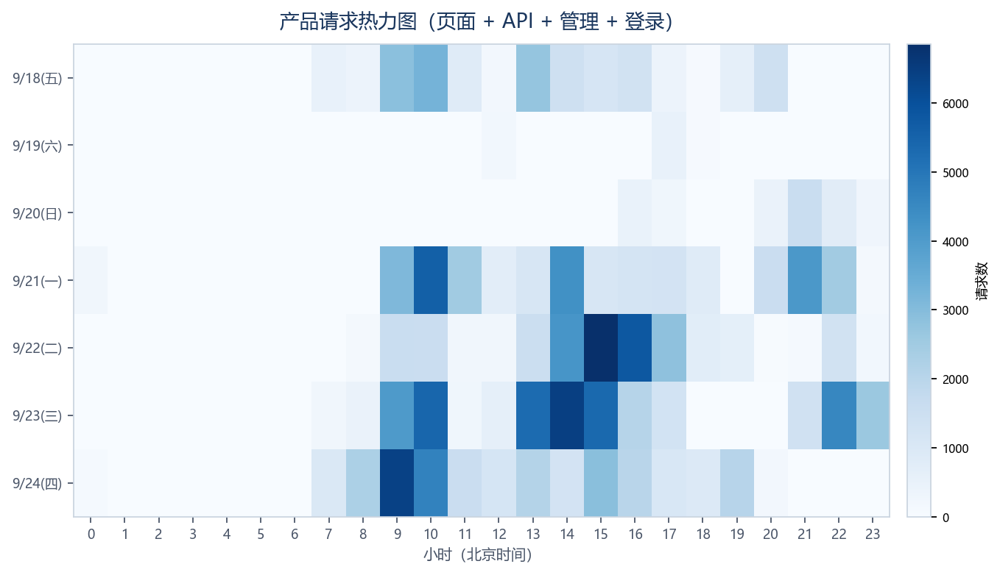 产品请求热力图（页面 + API + 管理 + 登录）
9/18(五)
9/19(六)
9/20(日)
9/21(一)
9/22(二)
9/23(三)
9/24(四)
0 1 2 3 4 5 6 7 8 9 10 11 12 13 14 15 16 17 18 19 20 21 22 23
小时（北京时间）
6000
5000
4000
3000
2000
1000
0
请求数